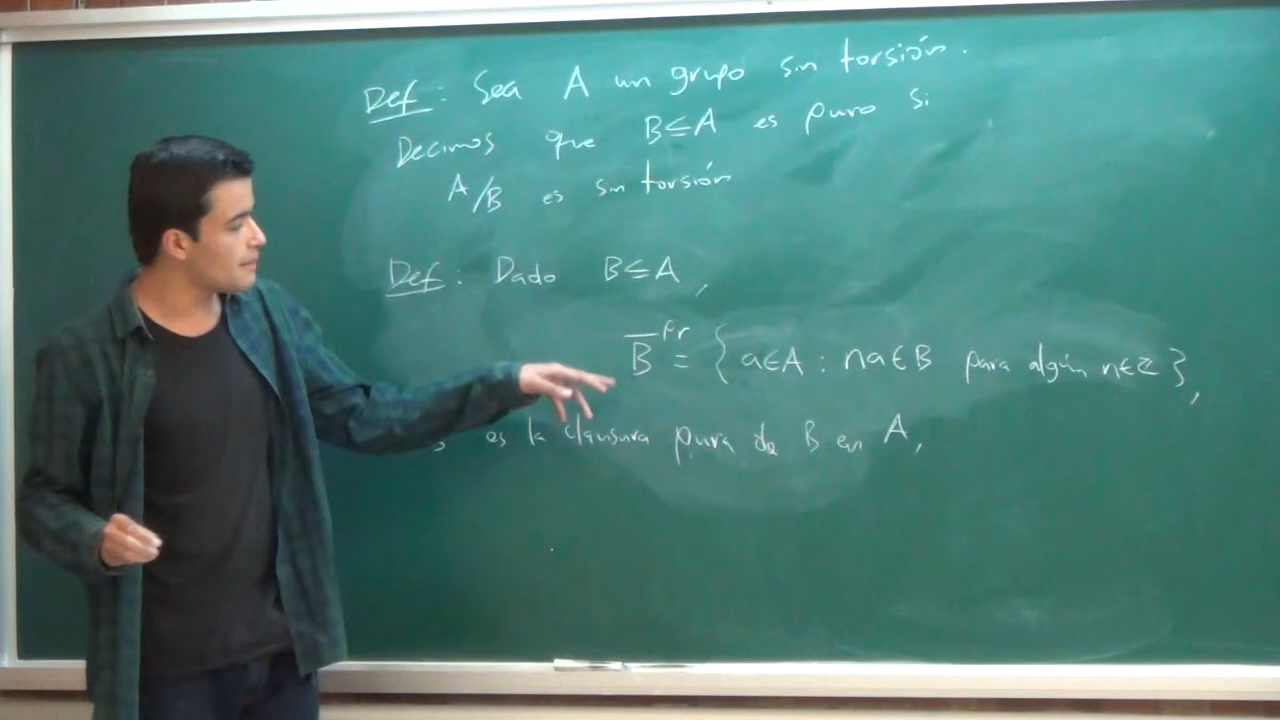 Def: Sea A un grupo sin torsión.
Decimos que B≤A es puro si
A/B es sin torsión
Def: Dado B≤A,
B̅ᵖʳ = { a∈A : na∈B para algún n∈ℤ },
, es la clausura pura de B en A,